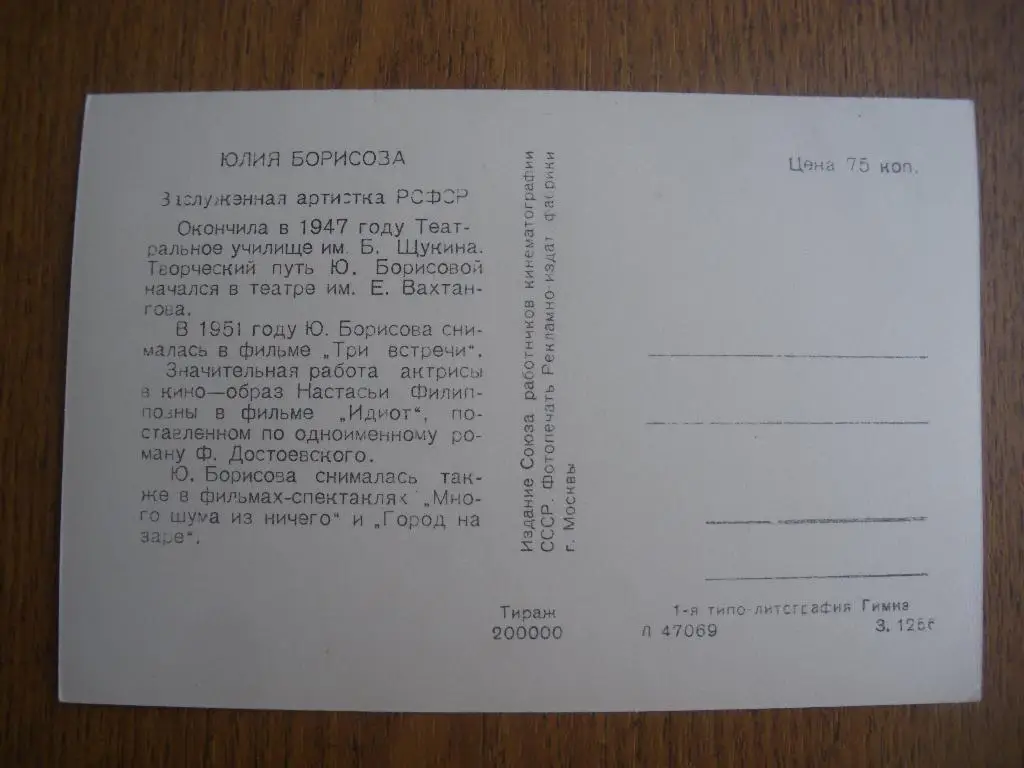 ЮЛИЯ БОРИСОЗА
Заслуженная артистка РСФСР
Окончила в 1947 году Теат-
ральное училище им. Б. Щукина.
Творческий путь Ю. Борисовой
начался в театре им. Е. Вахтан-
гова.
В 1951 году Ю. Борисова сни-
малась в фильме „Три встречи“.
Значительная работа актрисы
в кино—образ Настасьи Филип-
повны в фильме „Идиот“, по-
ставленном по одноименному ро-
ману Ф. Достоевского.
Ю. Борисова снималась так-
же в фильмах-спектаклях „Мно-
го шума из ничего“ и „Город на
заре“.
Тираж
200000
Издание Союза работников кинематографии
СССР. Фотопечать Рекламно-издат фабрики
г. Москвы
Цена 75 коп.
1-я типо-литография Гимиз
Л 47069
З. 1256